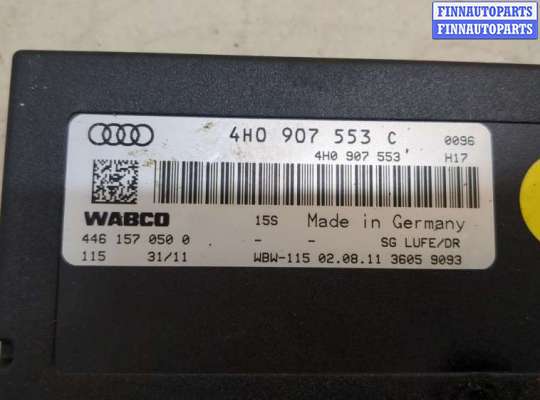 FINNAUTOPARTS
FINNAUTOPARTS
FINNAUTOPARTS
4H0 907 553 C
0096
4H0 907 553
H17
WABCO
15S
Made in Germany
446 157 050 0
- -
SG LUFE/DR
115
31/11
WBW-115 02.08.11 3605 9093